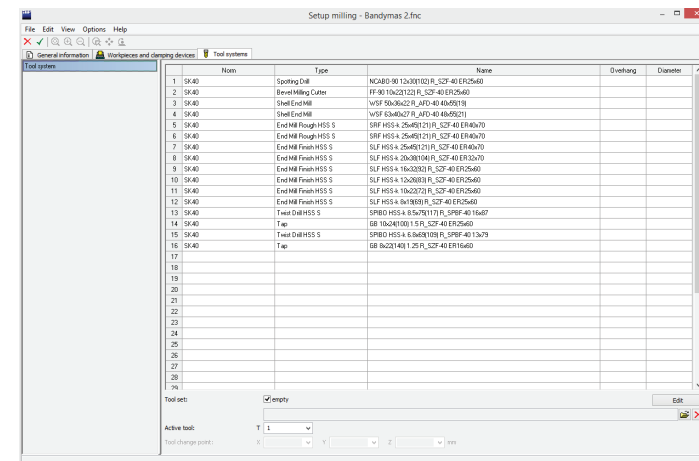 Setup milling - Bandymas 2.fnc
File Edit View Options Help
General information Workpieces and clamping devices Tool systems
Tool system
Norm Type Name Overhang Diameter
1 SK40 Spotting Drill NCABO-90 12x30(102) R_SZF-40 ER25x60
2 SK40 Bevel Milling Cutter FF-90 10x22(122) R_SZF-40 ER25x60
3 SK40 Shell End Mill WSF 50x36x22 R_AFD-40 40x55(19)
4 SK40 Shell End Mill WSF 63x40x27 R_AFD-40 48x55(21)
5 SK40 End Mill Rough HSS S SRF HSS-k 25x45(121) R_SZF-40 ER40x70
6 SK40 End Mill Rough HSS S SRF HSS-k 25x45(121) R_SZF-40 ER40x70
7 SK40 End Mill Finish HSS S SLF HSS-k 25x45(121) R_SZF-40 ER40x70
8 SK40 End Mill Finish HSS S SLF HSS-k 20x38(104) R_SZF-40 ER32x70
9 SK40 End Mill Finish HSS S SLF HSS-k 16x32(92) R_SZF-40 ER25x60
10 SK40 End Mill Finish HSS S SLF HSS-k 12x26(83) R_SZF-40 ER25x60
11 SK40 End Mill Finish HSS S SLF HSS-k 10x22(72) R_SZF-40 ER25x60
12 SK40 End Mill Finish HSS S SLF HSS-k 8x19(69) R_SZF-40 ER25x60
13 SK40 Twist Drill HSS S SPIBO HSS-k 8.5x75(117) R_SPBF-40 16x87
14 SK40 Tap GB 10x24(100) 1.5 R_SZF-40 ER25x60
15 SK40 Twist Drill HSS S SPIBO HSS-k 6.8x69(109) R_SPBF-40 13x79
16 SK40 Tap GB 8x22(140) 1.25 R_SZF-40 ER16x60
17
18
19
20
21
22
23
24
25
26
27
28
29
Tool set: empty Edit
Active tool: T 1
Tool change point: X Y Z mm